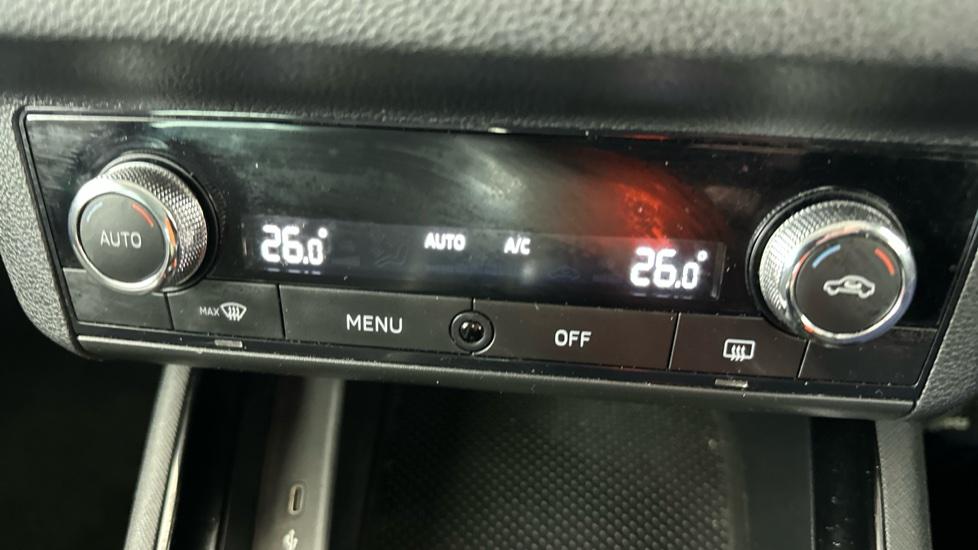 26.0° AUTO A/C 26.0°
AUTO
MAX MENU OFF